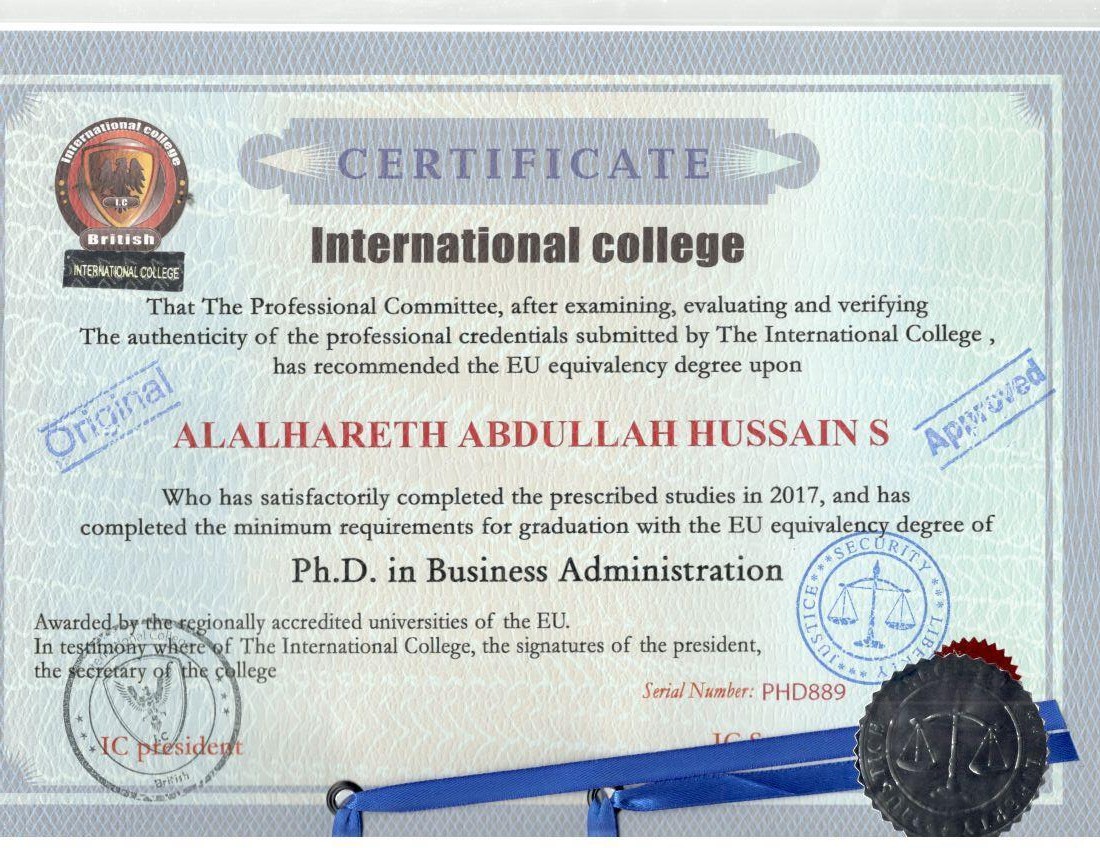 International college
I.C
British
INTERNATIONAL COLLEGE
CERTIFICATE
International college
That The Professional Committee, after examining, evaluating and verifying
The authenticity of the professional credentials submitted by The International College ,
has recommended the EU equivalency degree upon
Original
Approved
ALALHARETH ABDULLAH HUSSAIN S
Who has satisfactorily completed the prescribed studies in 2017, and has
completed the minimum requirements for graduation with the EU equivalency degree of
Ph.D. in Business Administration
SECURITY
JUSTICE
LIBERTY
Awarded by the regionally accredited universities of the EU.
In testimony where of The International College, the signatures of the president,
the secretary of the college
Serial Number: PHD889
IC president
I.C
British
IC
JUSTICE